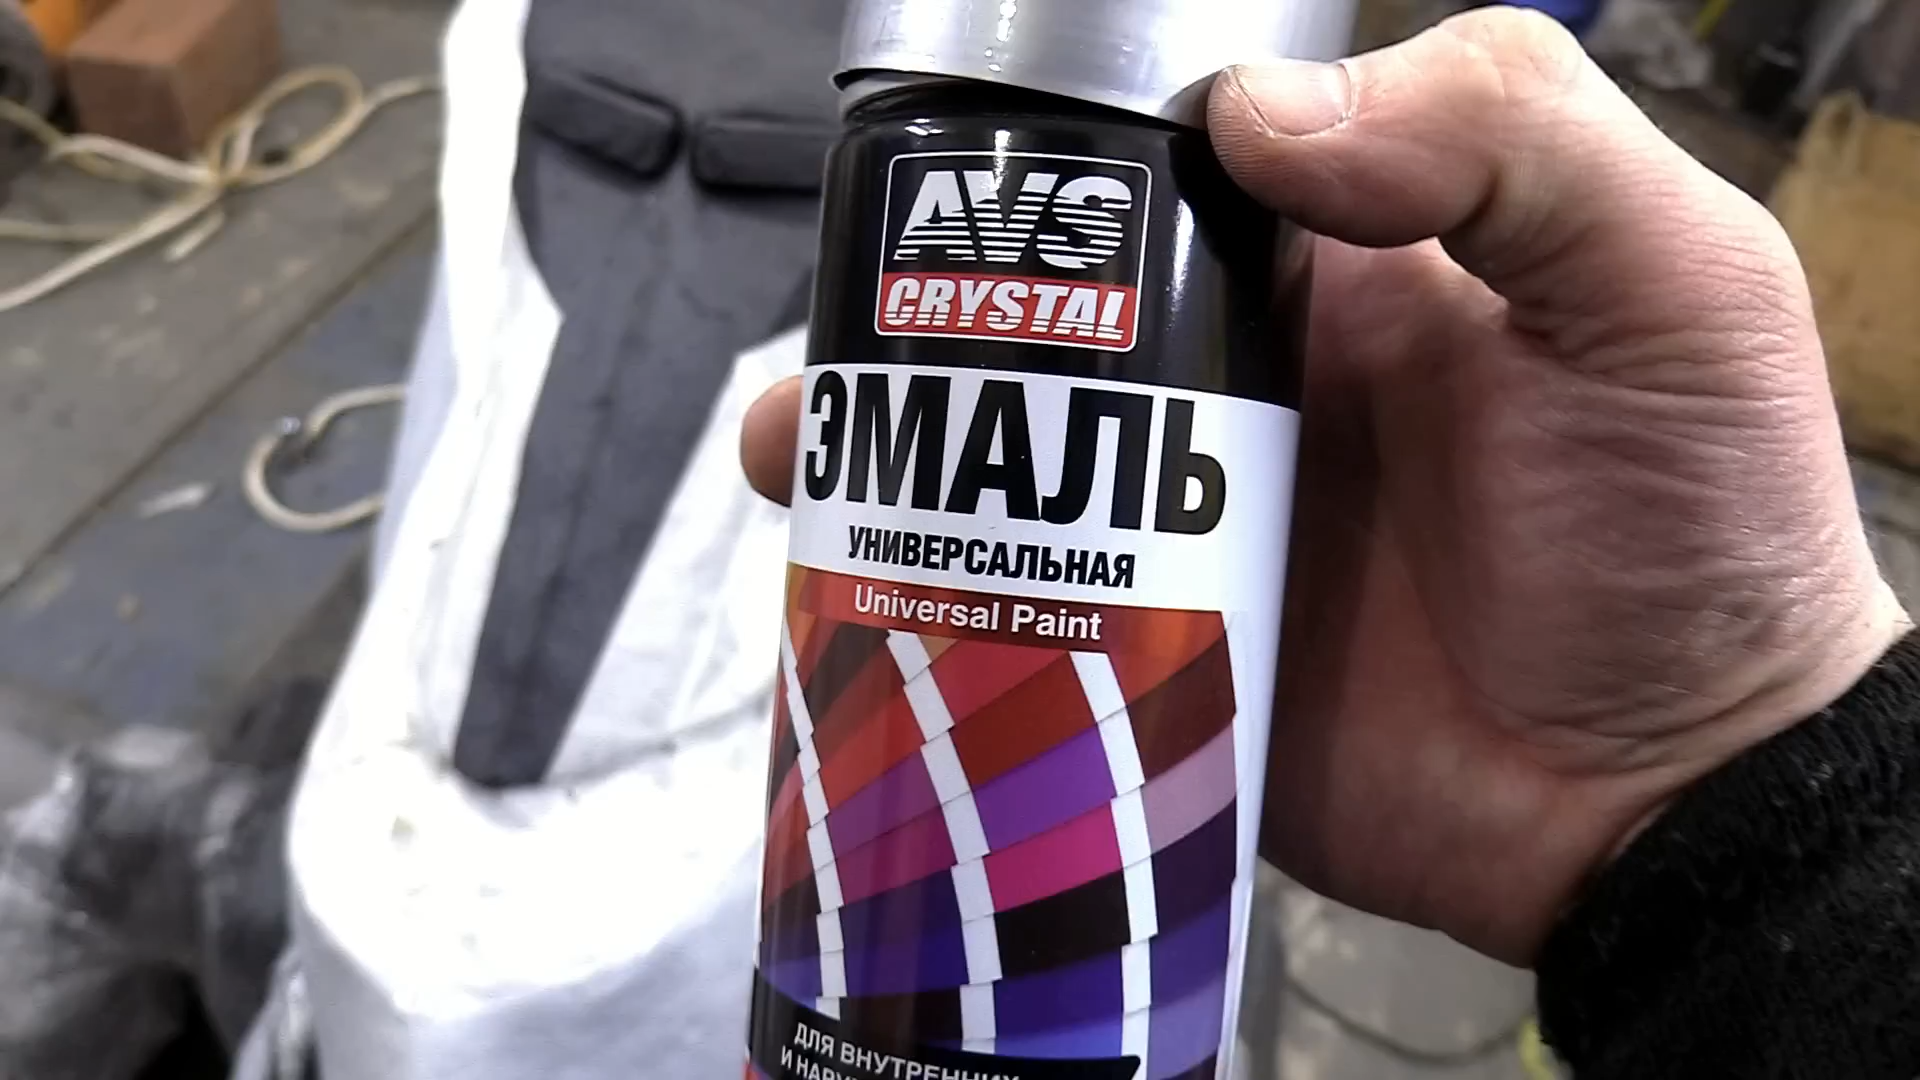 AVS
CRYSTAL
ЭМАЛЬ
УНИВЕРСАЛЬНАЯ
Universal Paint
ДЛЯ ВНУТРЕННИХ
И